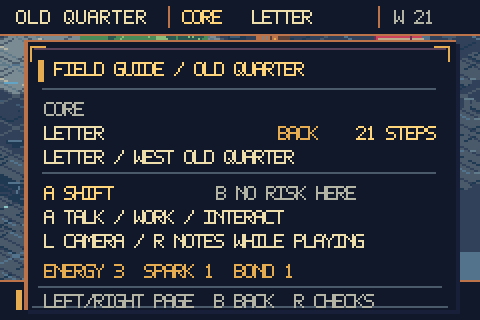 OLD QUARTER CORE LETTER W 21
FIELD GUIDE / OLD QUARTER
CORE
LETTER BACK 21 STEPS
LETTER / WEST OLD QUARTER
A SHIFT B NO RISK HERE
A TALK / WORK / INTERACT
L CAMERA / R NOTES WHILE PLAYING
ENERGY 3 SPARK 1 BOND 1
LEFT/RIGHT PAGE B BACK R CHECKS